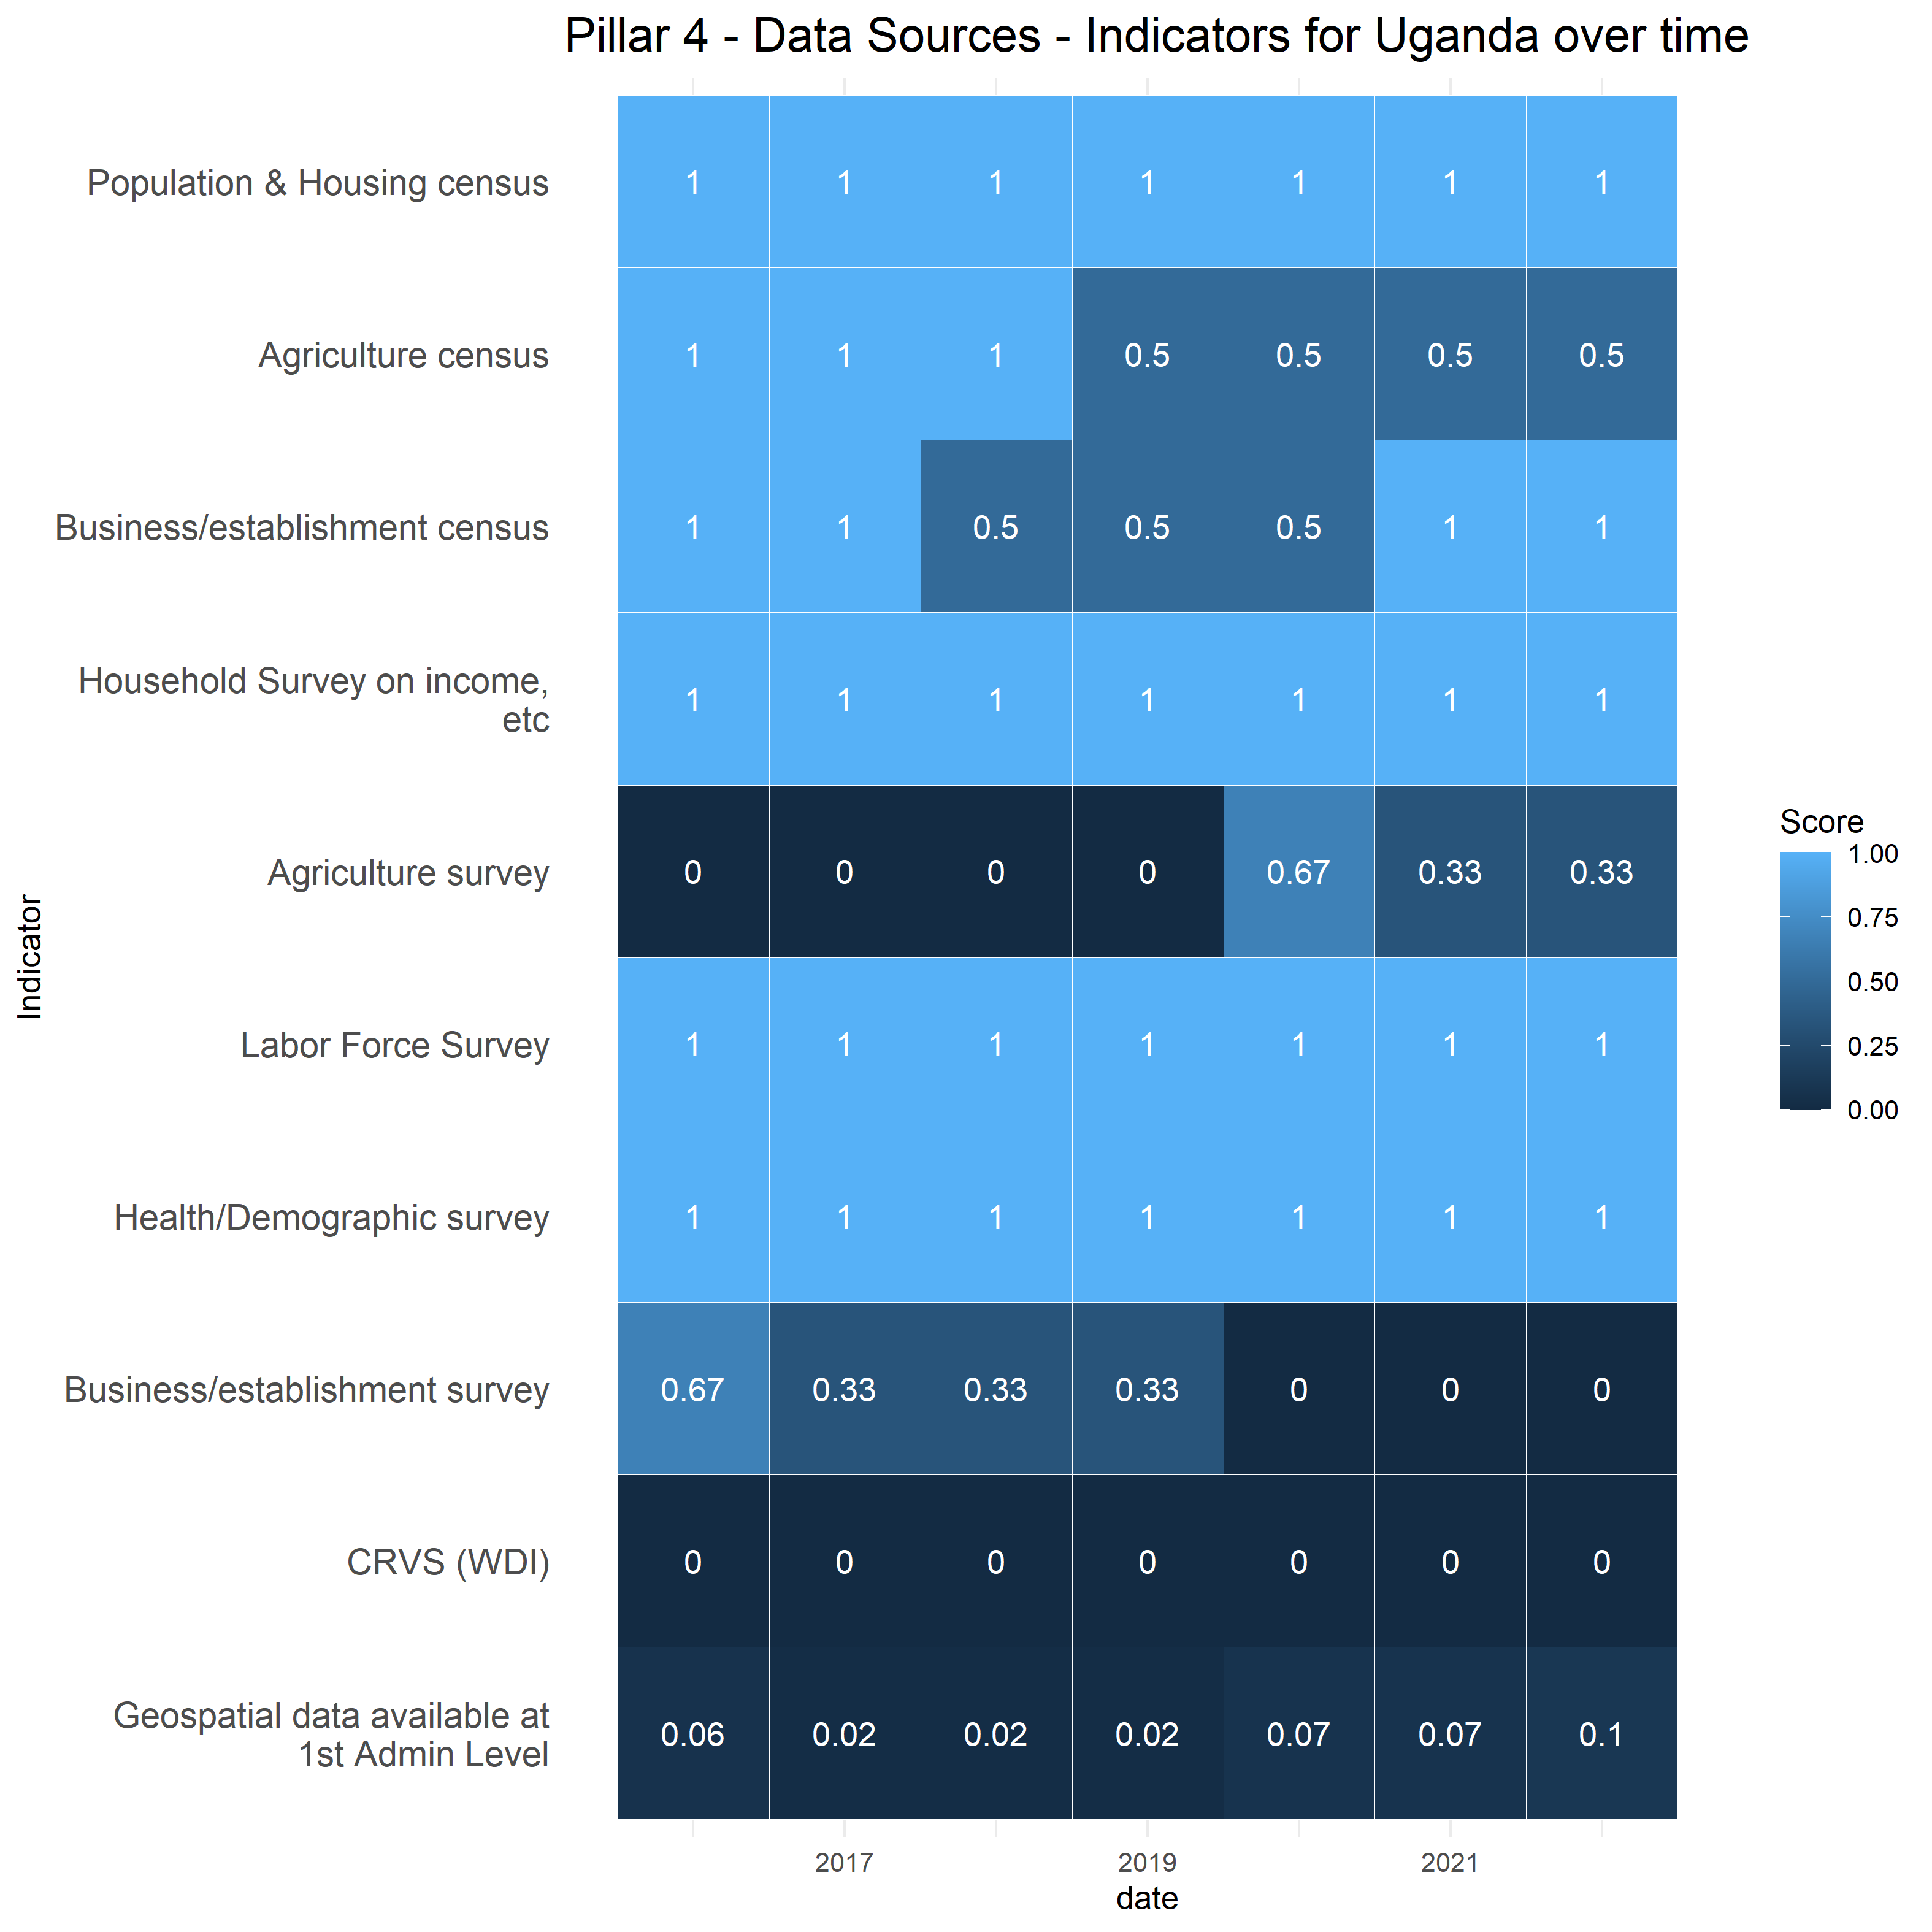 Pillar 4 - Data Sources - Indicators for Uganda over time
Population & Housing census
1 1 1 1 1 1 1
Agriculture census
1 1 1 0.5 0.5 0.5 0.5
Business/establishment census
1 1 0.5 0.5 0.5 1 1
Household Survey on income,
etc
1 1 1 1 1 1 1
Agriculture survey
0 0 0 0 0.67 0.33 0.33
Labor Force Survey
1 1 1 1 1 1 1
Health/Demographic survey
1 1 1 1 1 1 1
Business/establishment survey
0.67 0.33 0.33 0.33 0 0 0
CRVS (WDI)
0 0 0 0 0 0 0
Geospatial data available at
1st Admin Level
0.06 0.02 0.02 0.02 0.07 0.07 0.1
2017 2019 2021
date
Indicator
Score
1.00
0.75
0.50
0.25
0.00